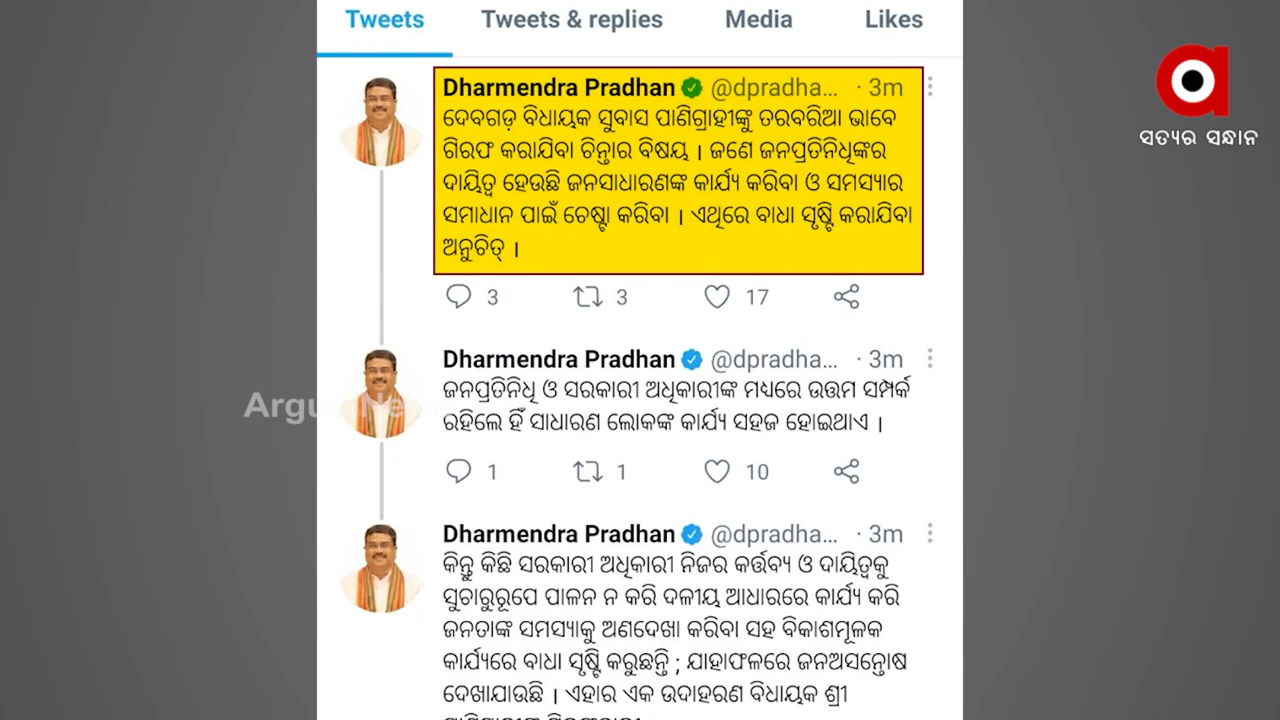 Tweets Tweets & replies Media Likes
Dharmendra Pradhan @dpradha... · 3m
ଦେବଗଡ଼ ବିଧାୟକ ସୁବାସ ପାଣିଗ୍ରାହୀଙ୍କୁ ତରବରିଆ ଭାବେ
ଗିରଫ କରାଯିବା ଚିନ୍ତାର ବିଷୟ । ଜଣେ ଜନପ୍ରତିନିଧିଙ୍କର
ଦାୟିତ୍ୱ ହେଉଛି ଜନସାଧାରଣଙ୍କ କାର୍ଯ୍ୟ କରିବା ଓ ସମସ୍ୟାର
ସମାଧାନ ପାଇଁ ଚେଷ୍ଟା କରିବା । ଏଥିରେ ବାଧା ସୃଷ୍ଟି କରାଯିବା
ଅନୁଚିତ୍ ।
3 3 17
Dharmendra Pradhan @dpradha... · 3m
ଜନପ୍ରତିନିଧି ଓ ସରକାରୀ ଅଧିକାରୀଙ୍କ ମଧ୍ୟରେ ଉତ୍ତମ ସମ୍ପର୍କ
ରହିଲେ ହିଁ ସାଧାରଣ ଲୋକଙ୍କ କାର୍ଯ୍ୟ ସହଜ ହୋଇଥାଏ ।
1 1 10
Dharmendra Pradhan @dpradha... · 3m
କିନ୍ତୁ କିଛି ସରକାରୀ ଅଧିକାରୀ ନିଜର କର୍ତ୍ତବ୍ୟ ଓ ଦାୟିତ୍ୱକୁ
ସୁଚାରୁରୂପେ ପାଳନ ନ କରି ଦଳୀୟ ଆଧାରରେ କାର୍ଯ୍ୟ କରି
ଜନତାଙ୍କ ସମସ୍ୟାକୁ ଅଣଦେଖା କରିବା ସହ ବିକାଶମୂଳକ
କାର୍ଯ୍ୟରେ ବାଧା ସୃଷ୍ଟି କରୁଛନ୍ତି ; ଯାହାଫଳରେ ଜନଅସନ୍ତୋଷ
ଦେଖାଯାଉଛି । ଏହାର ଏକ ଉଦାହରଣ ବିଧାୟକ ଶ୍ରୀ
ସତ୍ୟର ସନ୍ଧାନ